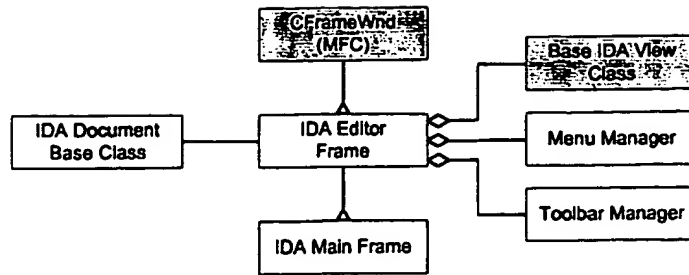 CFrameWnd
(MFC)
Base IDA View
Class
IDA Document
Base Class
IDA Editor
Frame
Menu Manager
Toolbar Manager
IDA Main Frame